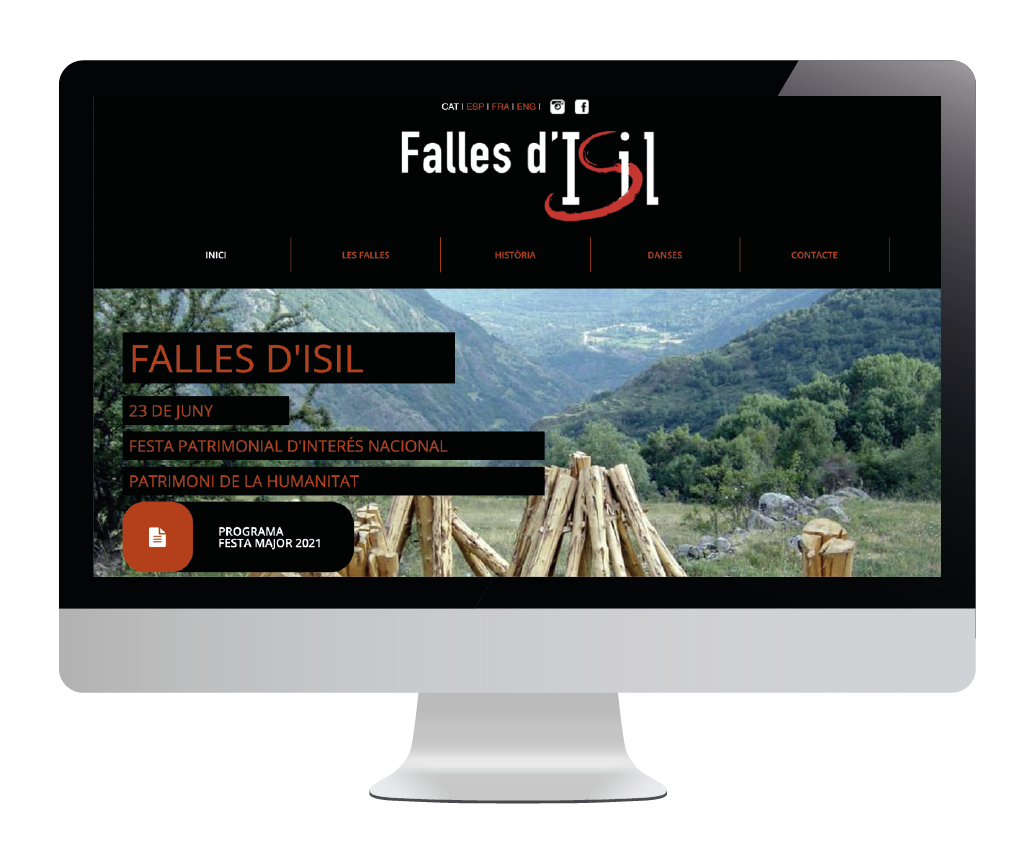 CAT | ESP | FRA | ENG |
Falles d'Isil
INICI
LES FALLES
HISTÒRIA
DANSES
CONTACTE
FALLES D'ISIL
23 DE JUNY
FESTA PATRIMONIAL D'INTERÉS NACIONAL
PATRIMONI DE LA HUMANITAT
PROGRAMA
FESTA MAJOR 2021